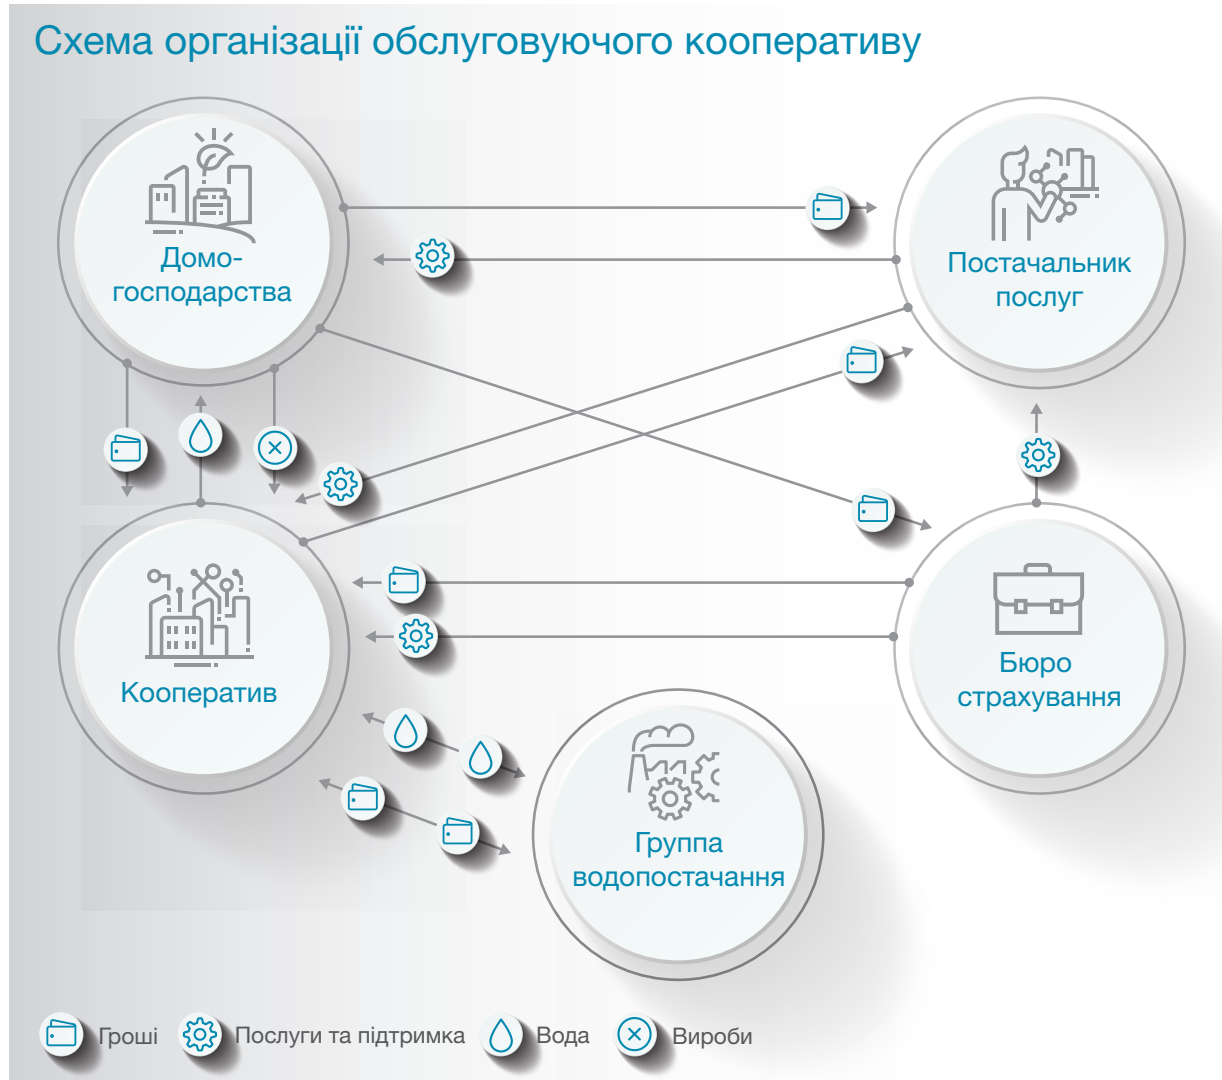 Схема організації обслуговуючого кооперативу
Домо-
господарства
Постачальник
послуг
Кооператив
Бюро
страхування
Группа
водопостачання
Гроші
Послуги та підтримка
Вода
Вироби